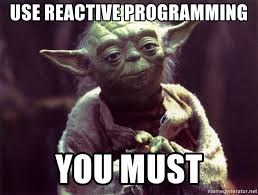 USE REACTIVE PROGRAMMING
YOU MUST
memegenerator.net